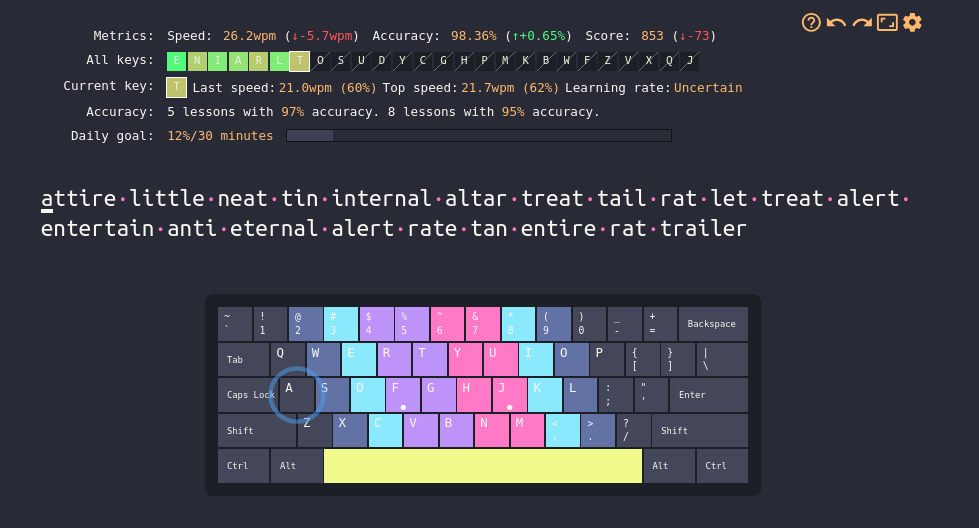 Metrics: Speed: 26.2wpm (↓-5.7wpm) Accuracy: 98.36% (↑+0.65%) Score: 853 (↓-73)
All keys: E N I A R L T O S U D Y C G H P M K B W F Z V X Q J
Current key: T Last speed: 21.0wpm (60%) Top speed: 21.7wpm (62%) Learning rate: Uncertain
Accuracy: 5 lessons with 97% accuracy. 8 lessons with 95% accuracy.
Daily goal: 12%/30 minutes
attire·little·neat·tin·internal·altar·treat·tail·rat·let·treat·alert·
entertain·anti·eternal·alert·rate·tan·entire·rat·trailer
~ ! @ # $ % ^ & * ( ) _ +
` 1 2 3 4 5 6 7 8 9 0 - = Backspace
Tab Q W E R T Y U I O P { } |
[ ] \
Caps Lock A S D F G H J K L : " Enter
; '
Shift Z X C V B N M < > ? Shift
, . /
Ctrl Alt Alt Ctrl